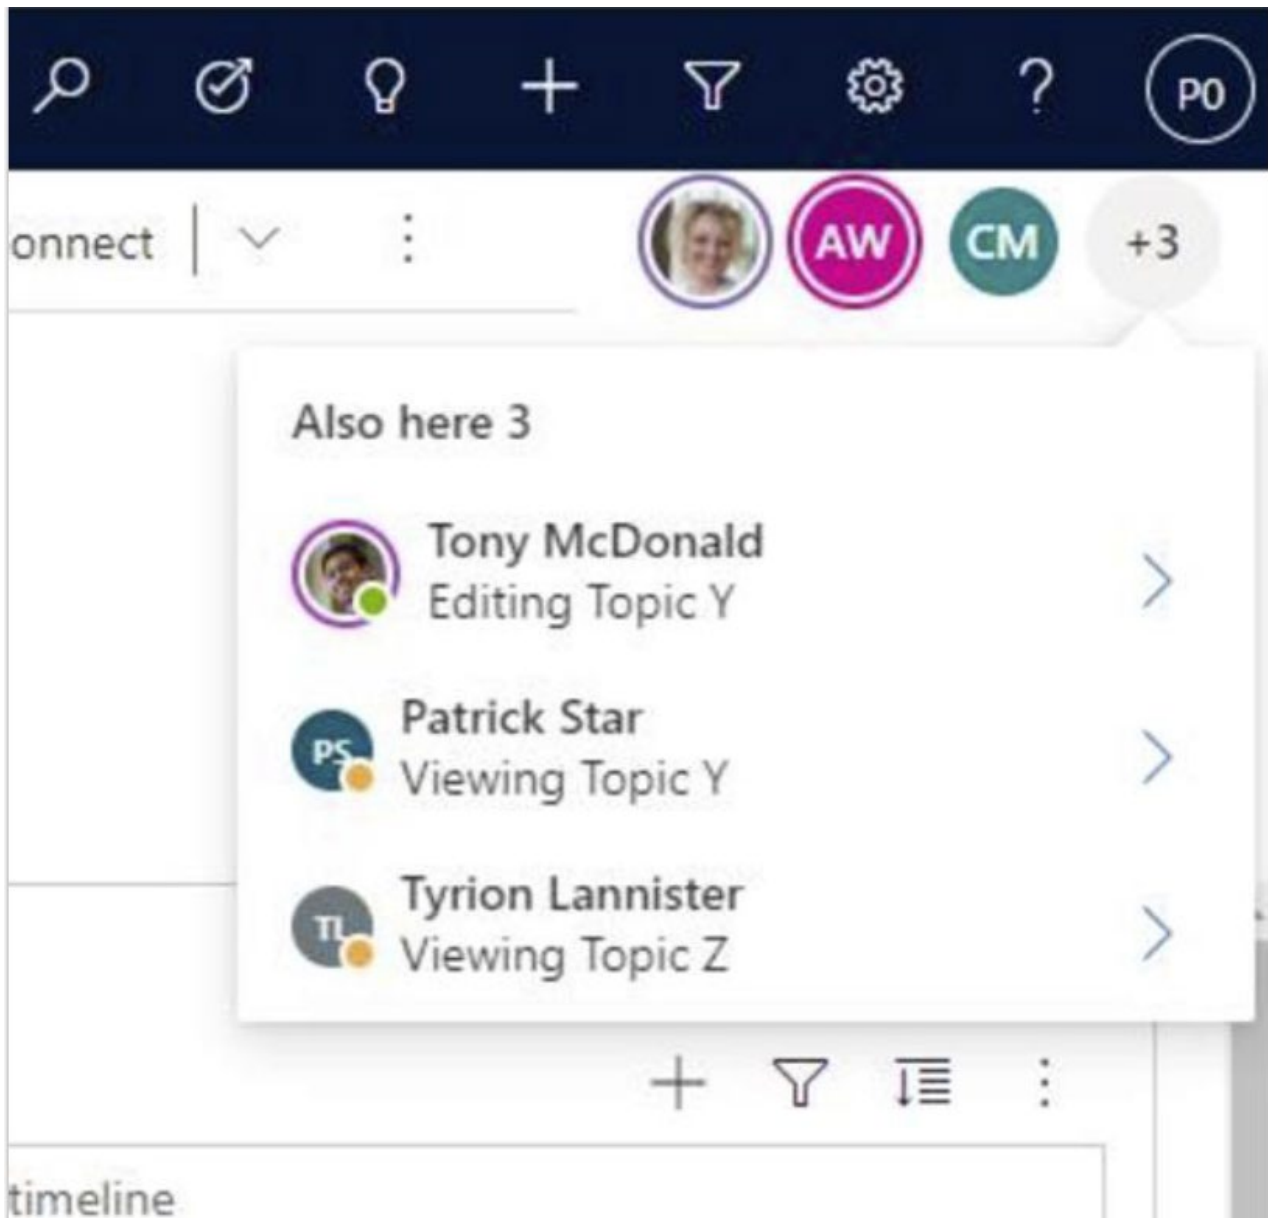 P0
onnect
AW
CM
+3
Also here 3
Tony McDonald
Editing Topic Y
PS
Patrick Star
Viewing Topic Y
TL
Tyrion Lannister
Viewing Topic Z
timeline